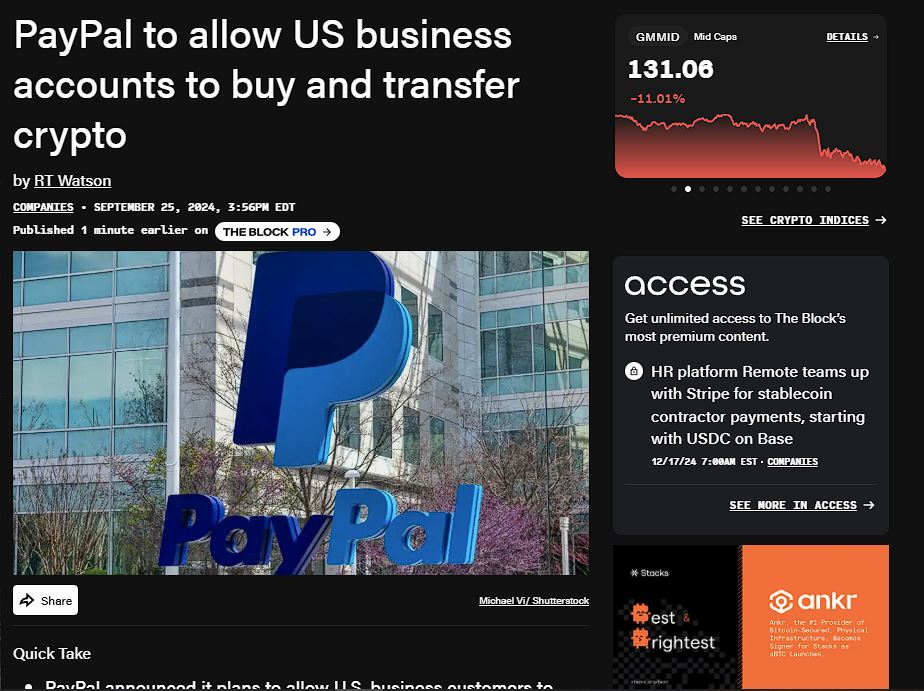 PayPal to allow US business
accounts to buy and transfer
crypto
by RT Watson
COMPANIES • SEPTEMBER 25, 2024, 3:56PM EDT
Published 1 minute earlier on THE BLOCK PRO →
PayPal
Share
Michael Vi/ Shutterstock
Quick Take
• PayPal announced it plans to allow U.S. business customers to
GMMID Mid Caps DETAILS →
131.06
-11.01%
SEE CRYPTO INDICES →
access
Get unlimited access to The Block's
most premium content.
HR platform Remote teams up
with Stripe for stablecoin
contractor payments, starting
with USDC on Base
12/17/24 7:00AM EST · COMPANIES
SEE MORE IN ACCESS →
Stacks
Best &
Brightest
stacks.org/best
ankr
Ankr, the #1 Provider of
Bitcoin-Secured, Physical
Infrastructure, Becomes
Signer for Stacks as
sBTC Launches.